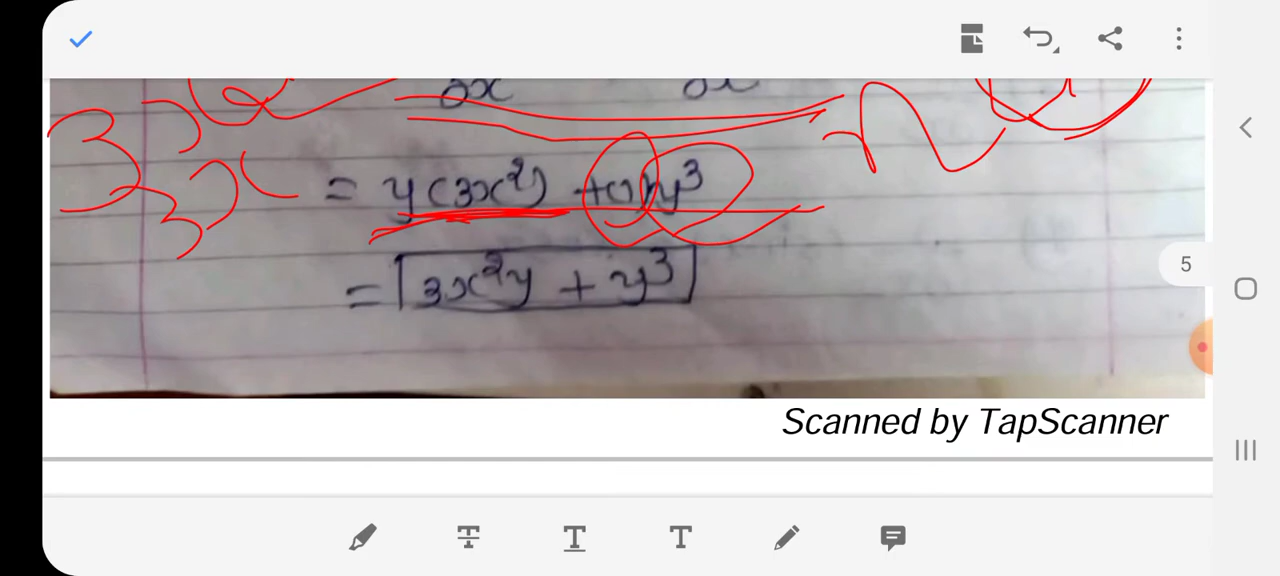 ∂x ∂x
= y(3x²) + (1)y³
= 3x²y + y³
5
Scanned by TapScanner